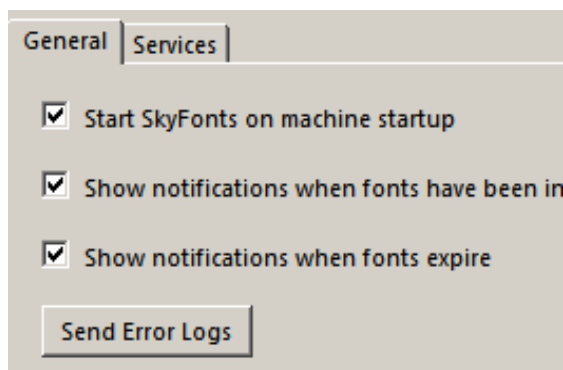 General Services
Start SkyFonts on machine startup
Show notifications when fonts have been in
Show notifications when fonts expire
Send Error Logs